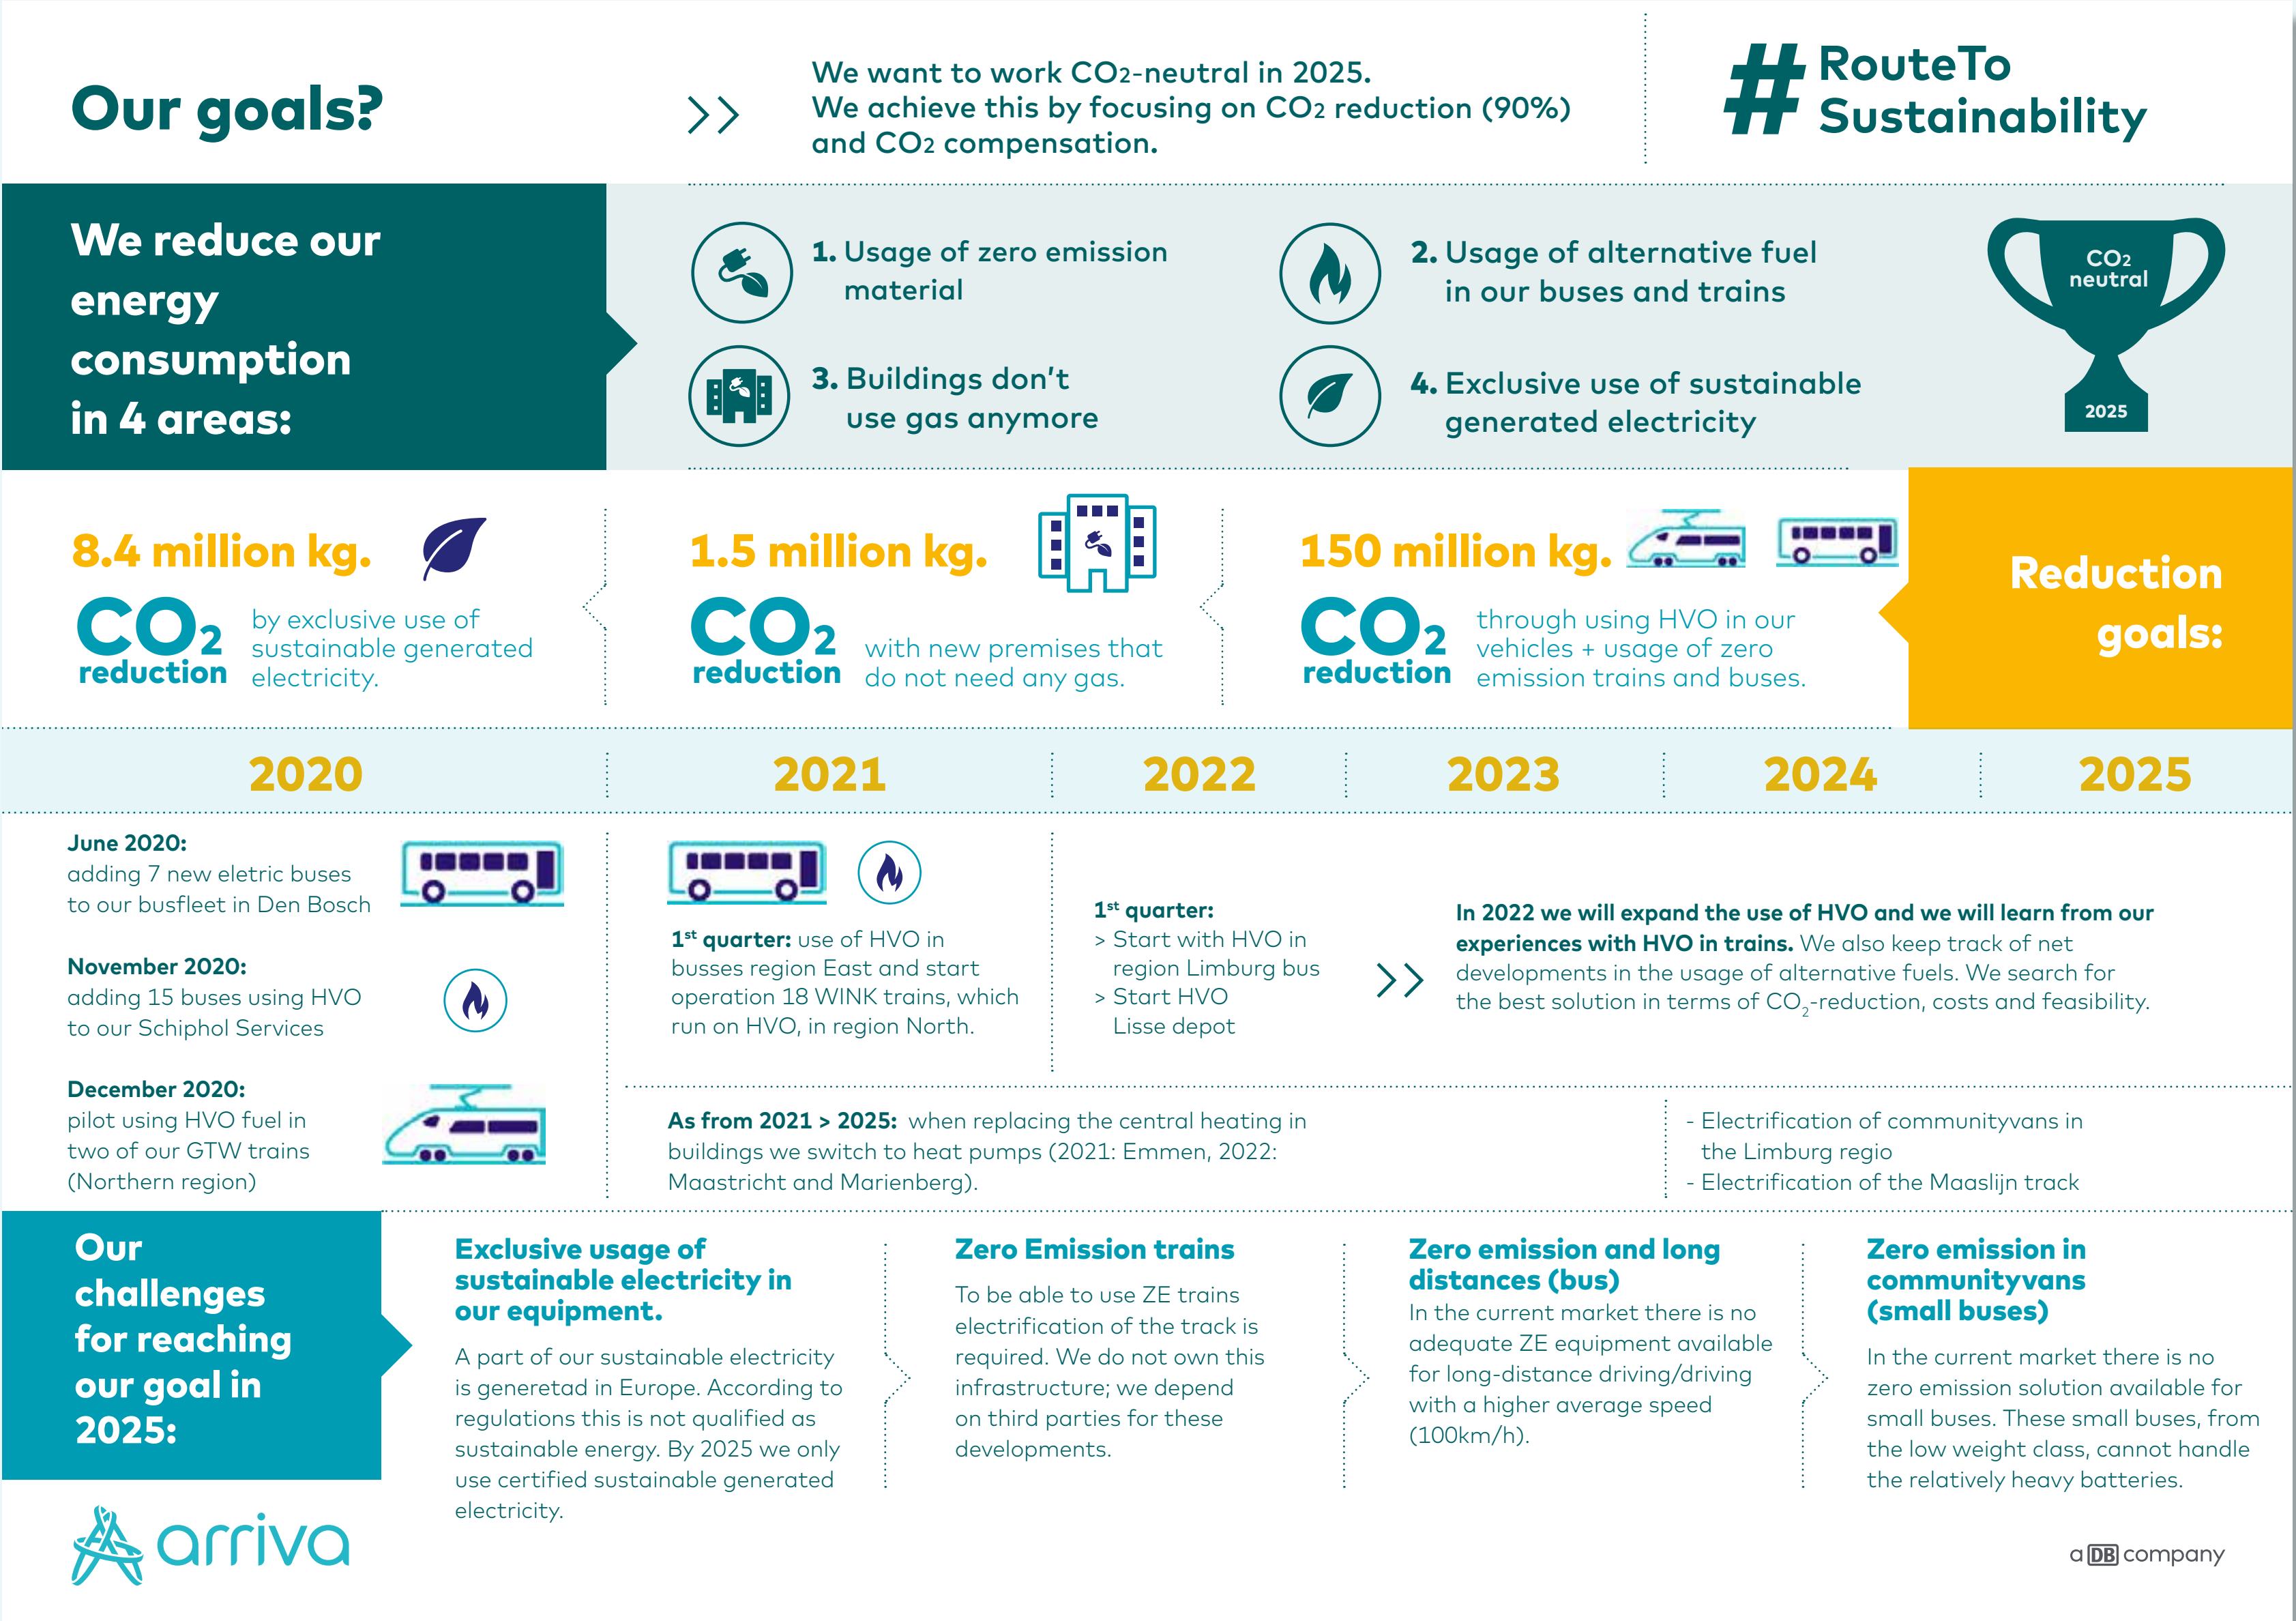 Our goals?
We want to work CO2-neutral in 2025.
We achieve this by focusing on CO2 reduction (90%)
and CO2 compensation.
#RouteTo
Sustainability
We reduce our
energy
consumption
in 4 areas:
1. Usage of zero emission
material
2. Usage of alternative fuel
in our buses and trains
3. Buildings don't
use gas anymore
4. Exclusive use of sustainable
generated electricity
CO2
neutral
2025
8.4 million kg.
CO2
reduction
by exclusive use of
sustainable generated
electricity.
1.5 million kg.
CO2
reduction
with new premises that
do not need any gas.
150 million kg.
CO2
reduction
through using HVO in our
vehicles + usage of zero
emission trains and buses.
Reduction
goals:
2020
2021
2022
2023
2024
2025
June 2020:
adding 7 new eletric buses
to our busfleet in Den Bosch
November 2020:
adding 15 buses using HVO
to our Schiphol Services
December 2020:
pilot using HVO fuel in
two of our GTW trains
(Northern region)
1st quarter: use of HVO in
busses region East and start
operation 18 WINK trains, which
run on HVO, in region North.
1st quarter:
> Start with HVO in
region Limburg bus
> Start HVO
Lisse depot
In 2022 we will expand the use of HVO and we will learn from our
experiences with HVO in trains. We also keep track of net
developments in the usage of alternative fuels. We search for
the best solution in terms of CO2-reduction, costs and feasibility.
As from 2021 > 2025: when replacing the central heating in
buildings we switch to heat pumps (2021: Emmen, 2022:
Maastricht and Marienberg).
- Electrification of communityvans in
the Limburg regio
- Electrification of the Maaslijn track
Our
challenges
for reaching
our goal in
2025:
Exclusive usage of
sustainable electricity in
our equipment.
A part of our sustainable electricity
is generetad in Europe. According to
regulations this is not qualified as
sustainable energy. By 2025 we only
use certified sustainable generated
electricity.
Zero Emission trains
To be able to use ZE trains
electrification of the track is
required. We do not own this
infrastructure; we depend
on third parties for these
developments.
Zero emission and long
distances (bus)
In the current market there is no
adequate ZE equipment available
for long-distance driving/driving
with a higher average speed
(100km/h).
Zero emission in
communityvans
(small buses)
In the current market there is no
zero emission solution available for
small buses. These small buses, from
the low weight class, cannot handle
the relatively heavy batteries.
arriva
a DB company